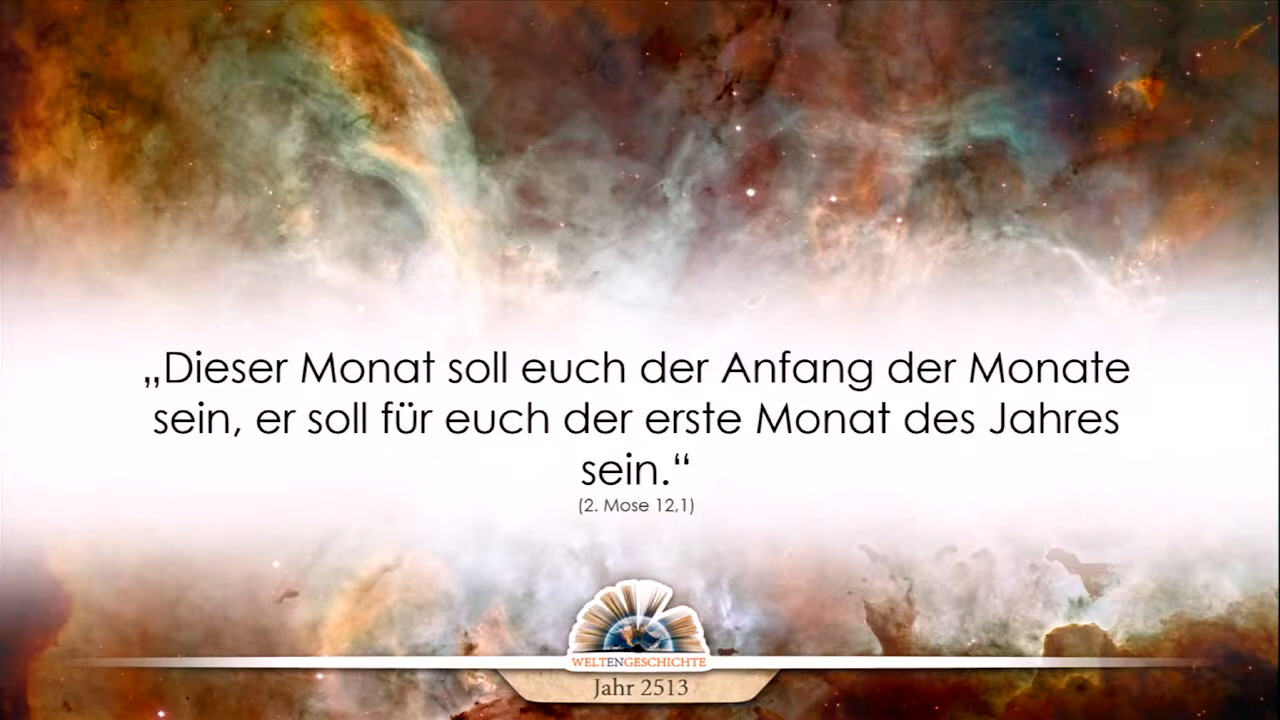 „Dieser Monat soll euch der Anfang der Monate
sein, er soll für euch der erste Monat des Jahres
sein.“
(2. Mose 12,1)
WELTENGESCHICHTE
Jahr 2513